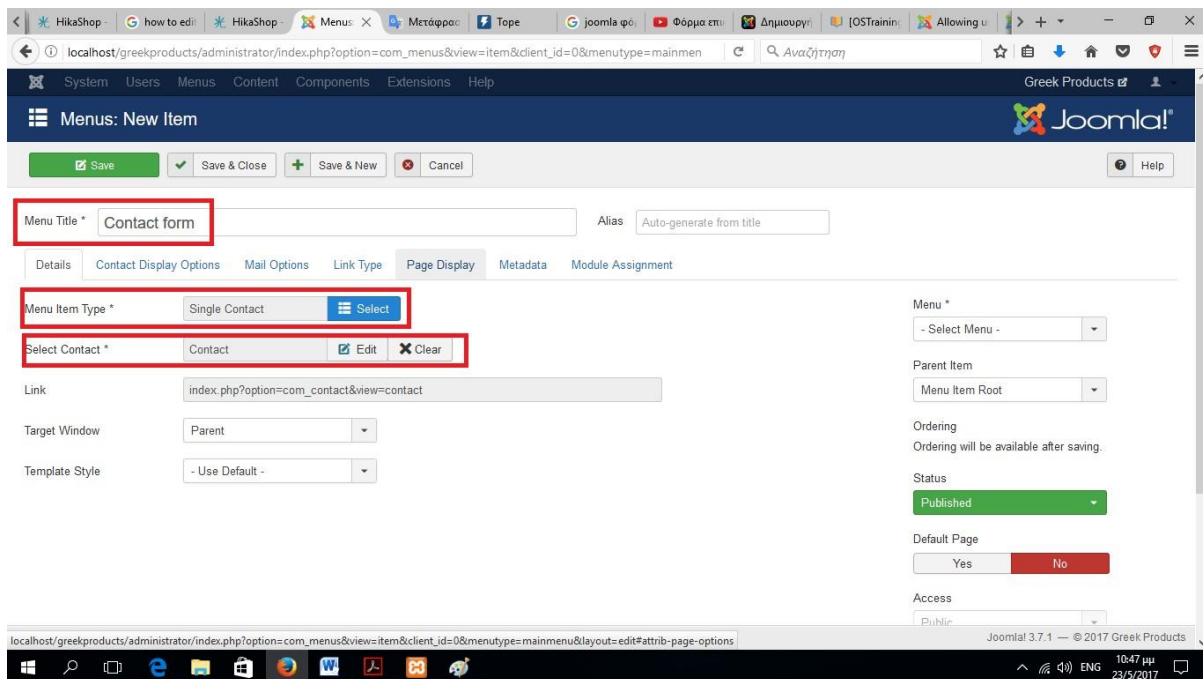 HikaShop - G how to edi HikaShop - Menus: Μετάφρασ Tope joomla φό Φόρμα επι Δημιουργή [OSTraining Allowing u
localhost/greekproducts/administrator/index.php?option=com_menus&view=item&client_id=0&menutype=mainmen Αναζήτηση
System Users Menus Content Components Extensions Help Greek Products
Menus: New Item Joomla!®
Save Save & Close Save & New Cancel Help
Menu Title * Contact form Alias Auto-generate from title
Details Contact Display Options Mail Options Link Type Page Display Metadata Module Assignment
Menu Item Type * Single Contact Select
Menu *
- Select Menu -
Select Contact * Contact Edit Clear
Parent Item
Link index.php?option=com_contact&view=contact Menu Item Root
Target Window Parent
Ordering
Ordering will be available after saving.
Template Style - Use Default -
Status
Published
Default Page
Yes No
Access
Public
localhost/greekproducts/administrator/index.php?option=com_menus&view=item&client_id=0&menutype=mainmenu&layout=edit#attrib-page-options Joomla! 3.7.1 — © 2017 Greek Products
ENG 10:47 μμ
23/5/2017